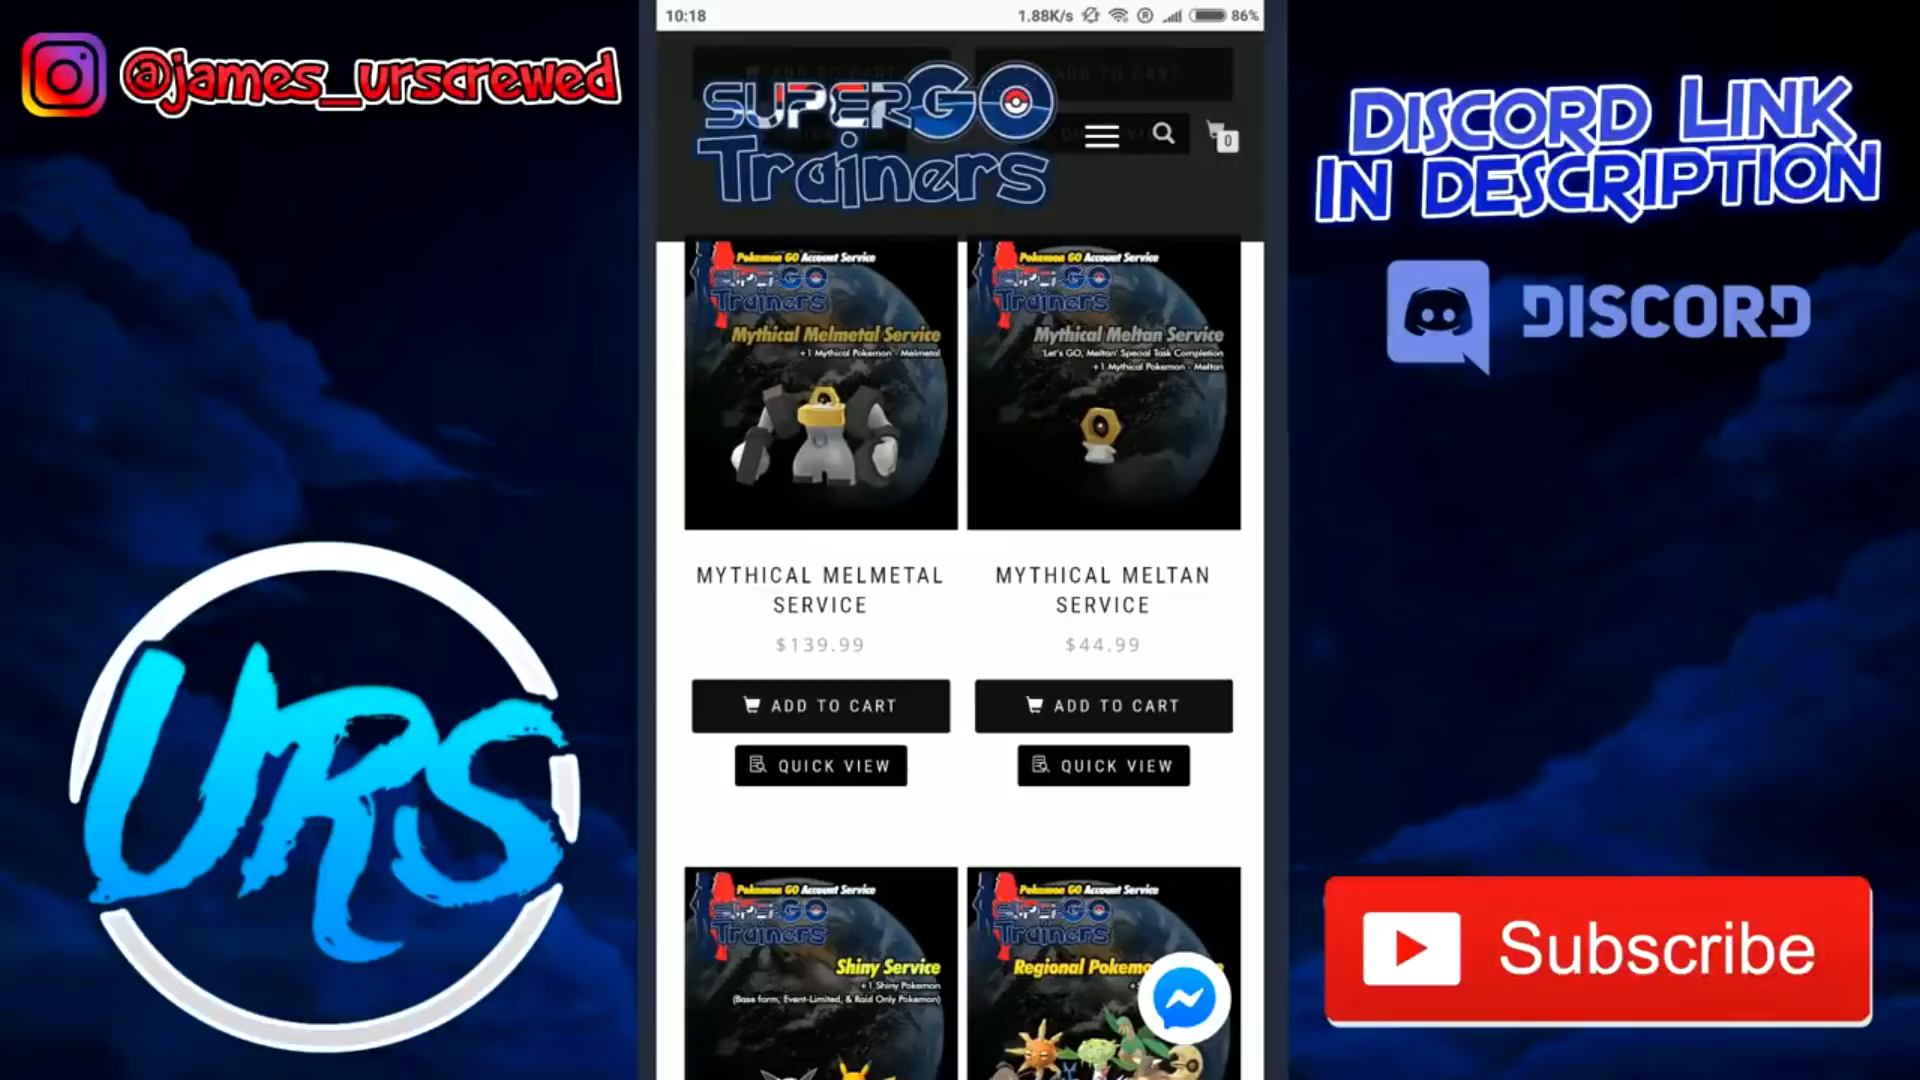 @james_urscrewed
10:18
1.88K/s
86%
SUPERGO
Trainers
0
DISCORD LINK
IN DESCRIPTION
DISCORD
URS
Pokemon GO Account Service
SUPERGO
Trainers
Mythical Melmetal Service
+1 Mythical Pokemon - Melmetal
Pokemon GO Account Service
SUPERGO
Trainers
Mythical Meltan Service
'Let's GO, Meltan' Special Task Completion
+1 Mythical Pokemon - Meltan
MYTHICAL MELMETAL
SERVICE
$139.99
ADD TO CART
QUICK VIEW
MYTHICAL MELTAN
SERVICE
$44.99
ADD TO CART
QUICK VIEW
Pokemon GO Account Service
SUPERGO
Trainers
Shiny Service
+1 Shiny Pokemon
(Base form, Event-Limited, & Raid Only Pokemon)
Pokemon GO Account Service
SUPERGO
Trainers
Regional
Subscribe